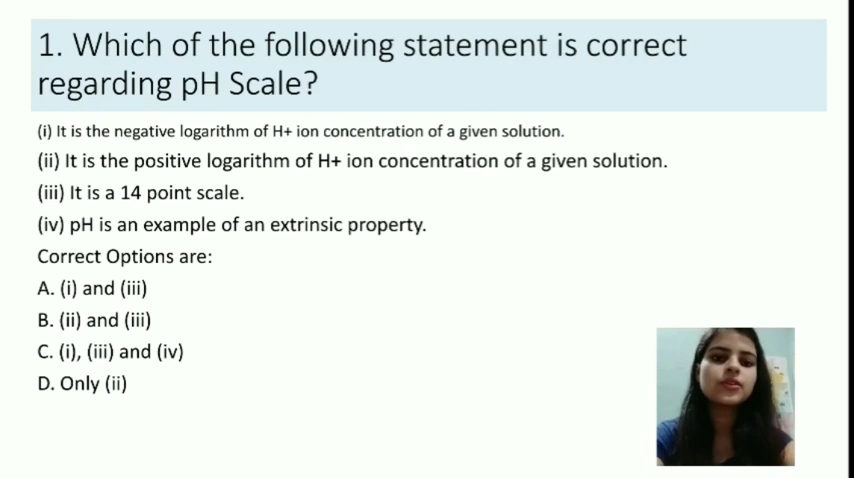 1. Which of the following statement is correct
regarding pH Scale?
(i) It is the negative logarithm of H+ ion concentration of a given solution.
(ii) It is the positive logarithm of H+ ion concentration of a given solution.
(iii) It is a 14 point scale.
(iv) pH is an example of an extrinsic property.
Correct Options are:
A. (i) and (iii)
B. (ii) and (iii)
C. (i), (iii) and (iv)
D. Only (ii)